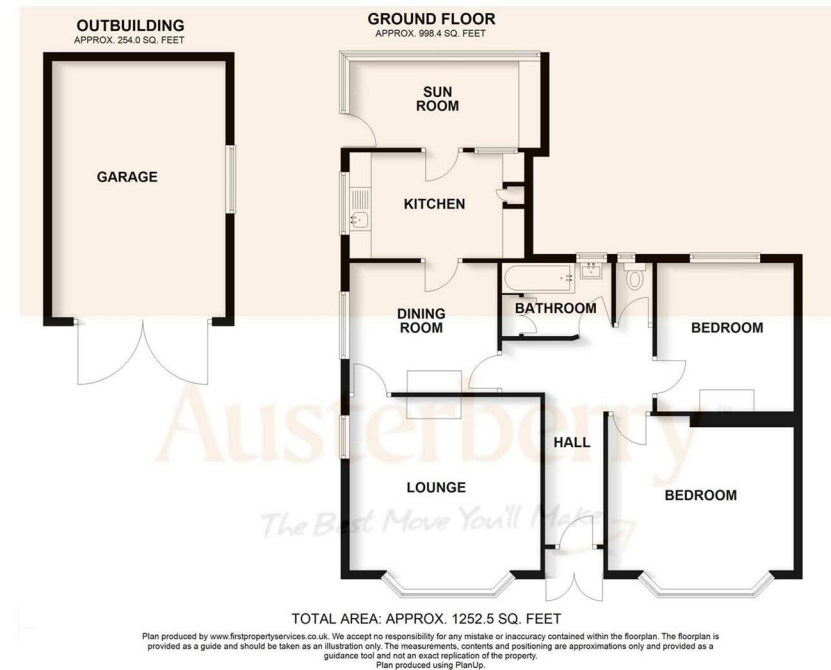 OUTBUILDING
APPROX. 254.0 SQ. FEET
GROUND FLOOR
APPROX. 998.4 SQ. FEET
SUN
ROOM
GARAGE
KITCHEN
DINING
ROOM
BATHROOM
BEDROOM
Austerberry
HALL
LOUNGE
BEDROOM
The Best Move You'll Make
TOTAL AREA: APPROX. 1252.5 SQ. FEET
Plan produced by www.firstpropertyservices.co.uk. We accept no responsibility for any mistake or inaccuracy contained within the floorplan. The floorplan is
provided as a guide and should be taken as an illustration only. The measurements, contents and positioning are approximations only and provided as a
guidance tool and not an exact replication of the property.
Plan produced using PlanUp.